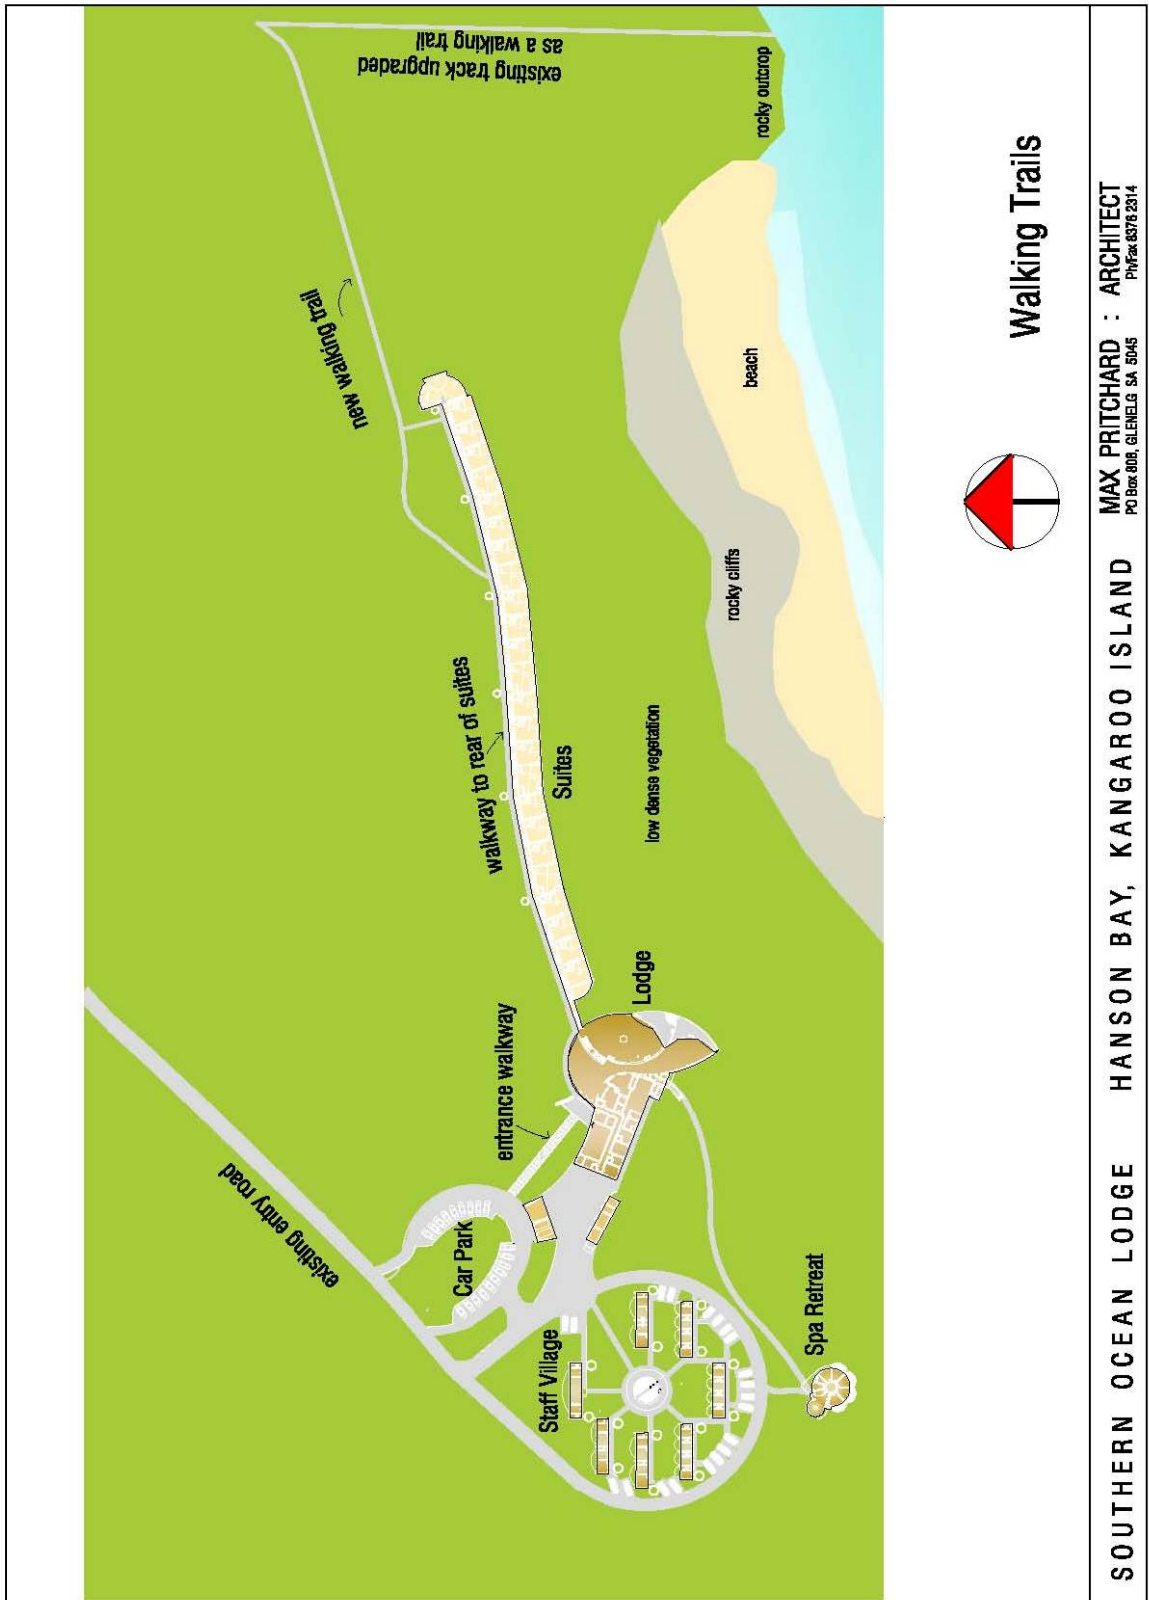 existing track upgraded
as a walking trail
rocky outcrop
new walking trail
beach
rocky cliffs
walkway to rear of suites
Suites
low dense vegetation
Lodge
entrance walkway
existing entry road
Car Park
Staff Village
Spa Retreat
Walking Trails
SOUTHERN OCEAN LODGE HANSON BAY, KANGAROO ISLAND MAX PRITCHARD : ARCHITECT
PO Box 808, GLENELG SA 5045 Ph/Fax 8376 2314